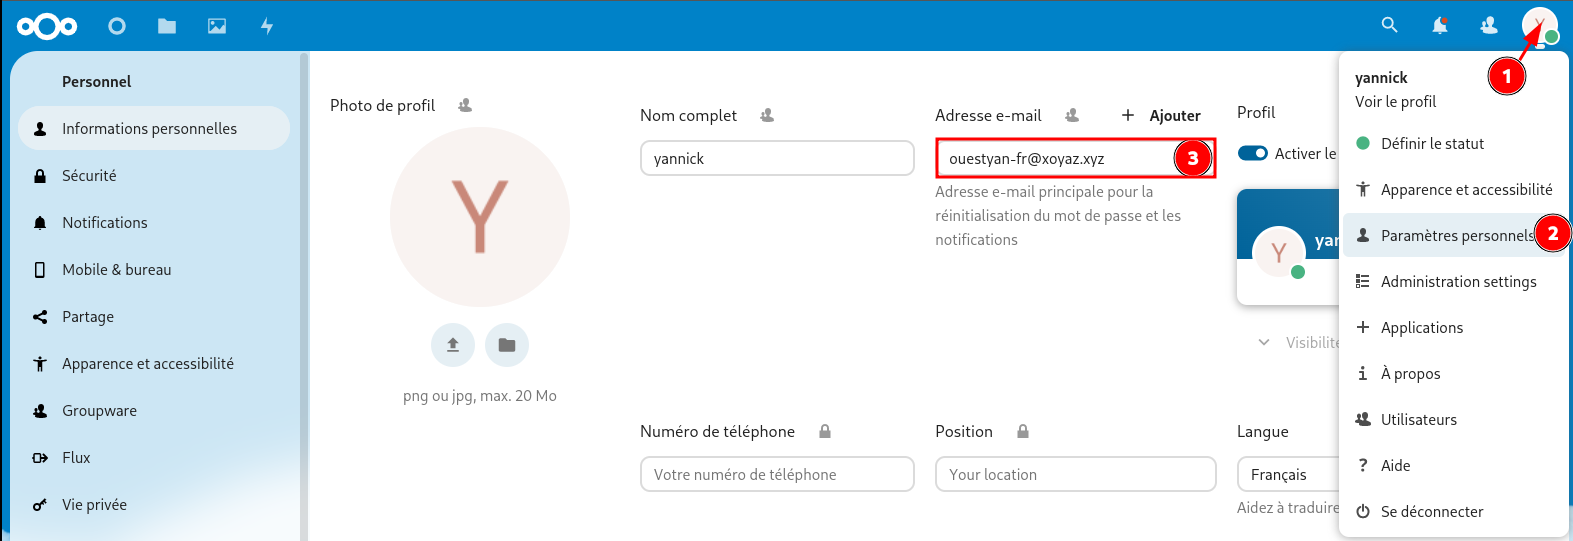 Personnel
Informations personnelles
Sécurité
Notifications
Mobile & bureau
Partage
Apparence et accessibilité
Groupware
Flux
Vie privée
Photo de profil
Y
png ou jpg, max. 20 Mo
Nom complet
yannick
Adresse e-mail
Ajouter
ouestyan-fr@xoyaz.xyz
3
Adresse e-mail principale pour la
réinitialisation du mot de passe et les
notifications
Profil
Activer le
Y
yan
Visibilité
Numéro de téléphone
Votre numéro de téléphone
Position
Your location
Langue
Français
Aidez à traduire
Y
1
yannick
Voir le profil
Définir le statut
Apparence et accessibilité
Paramètres personnels
2
Administration settings
Applications
À propos
Utilisateurs
Aide
Se déconnecter